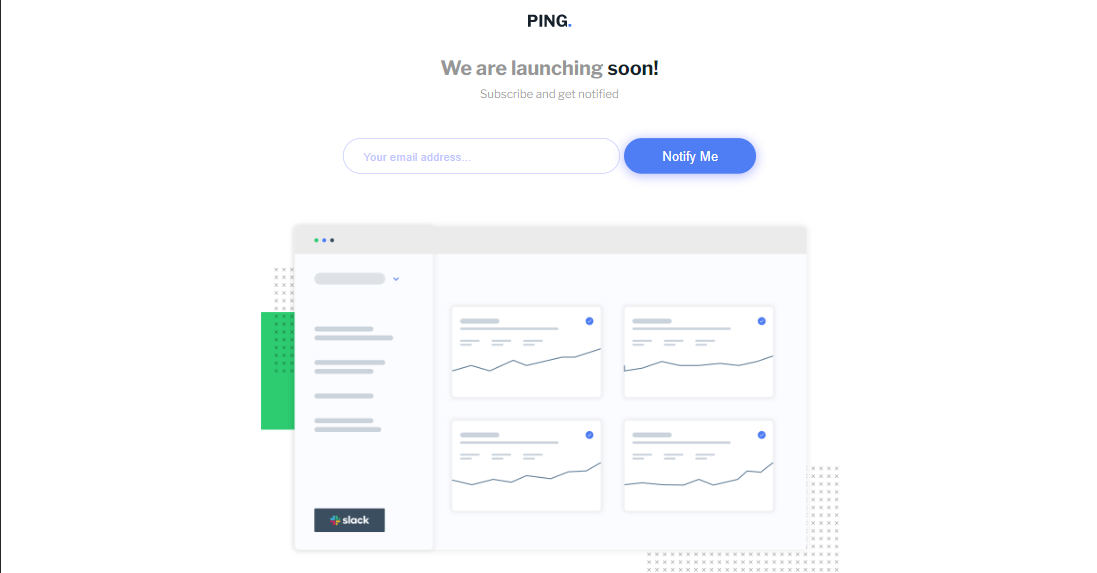 PING.
We are launching soon!
Subscribe and get notified
Your email address...
Notify Me
slack